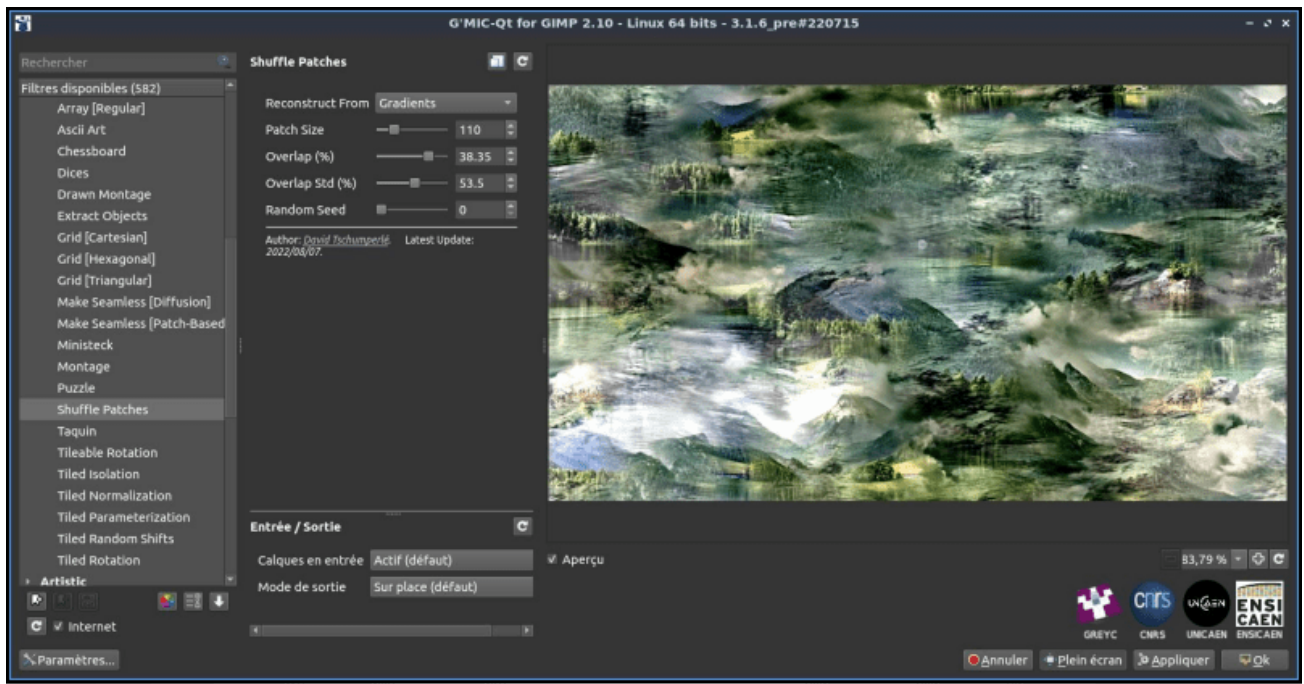 G'MIC-Qt for GIMP 2.10 - Linux 64 bits - 3.1.6_pre#220715
Rechercher
Filtres disponibles (582)
Array [Regular]
Ascii Art
Chessboard
Dices
Drawn Montage
Extract Objects
Grid [Cartesian]
Grid [Hexagonal]
Grid [Triangular]
Make Seamless [Diffusion]
Make Seamless [Patch-Based
Ministeck
Montage
Puzzle
Shuffle Patches
Taquin
Tileable Rotation
Tiled Isolation
Tiled Normalization
Tiled Parameterization
Tiled Random Shifts
Tiled Rotation
Artistic
Internet
Paramètres...
Shuffle Patches
Reconstruct From Gradients
Patch Size 110
Overlap (%) 38.35
Overlap Std (%) 53.5
Random Seed 0
Author: David Tschumperlé. Latest Update:
2022/08/07.
Entrée / Sortie
Calques en entrée Actif (défaut)
Mode de sortie Sur place (défaut)
Aperçu
83,79 %
GREYC
cnrs
CNRS
UNICAEN
UNICAEN
ENSI
CAEN
ENSICAEN
Annuler
Plein écran
Appliquer
Ok